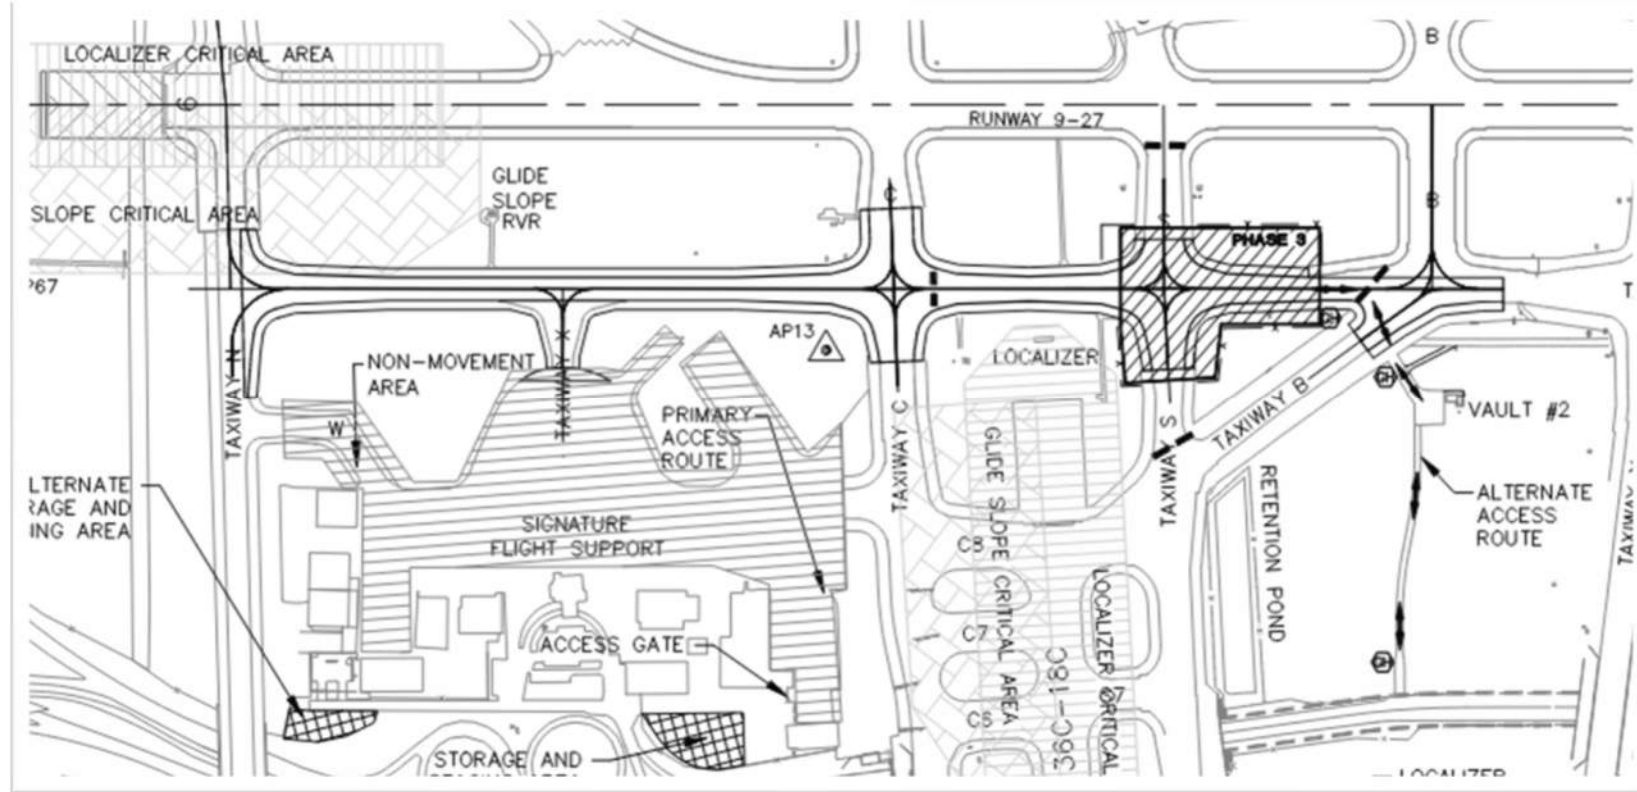 LOCALIZER CRITICAL AREA
B
9
RUNWAY 9-27
GLIDE
SLOPE
RVR
SLOPE CRITICAL AREA
C
S
B
PHASE 3
P67
AP13
NON-MOVEMENT
AREA
LOCALIZER
TAXIWAY N
TAXIWAY X
PRIMARY
ACCESS
ROUTE
W
TAXIWAY C
TAXIWAY S
TAXIWAY B
VAULT #2
LTERNATE
RAGE AND
ING AREA
SIGNATURE
FLIGHT SUPPORT
GLIDE SLOPE CRITICAL AREA
RETENTION POND
ALTERNATE
ACCESS
ROUTE
TAXIWAY
C8
C7
C6
LOCALIZER CRITICAL
36C-18C
ACCESS GATE
STORAGE AND
LOCALIZER